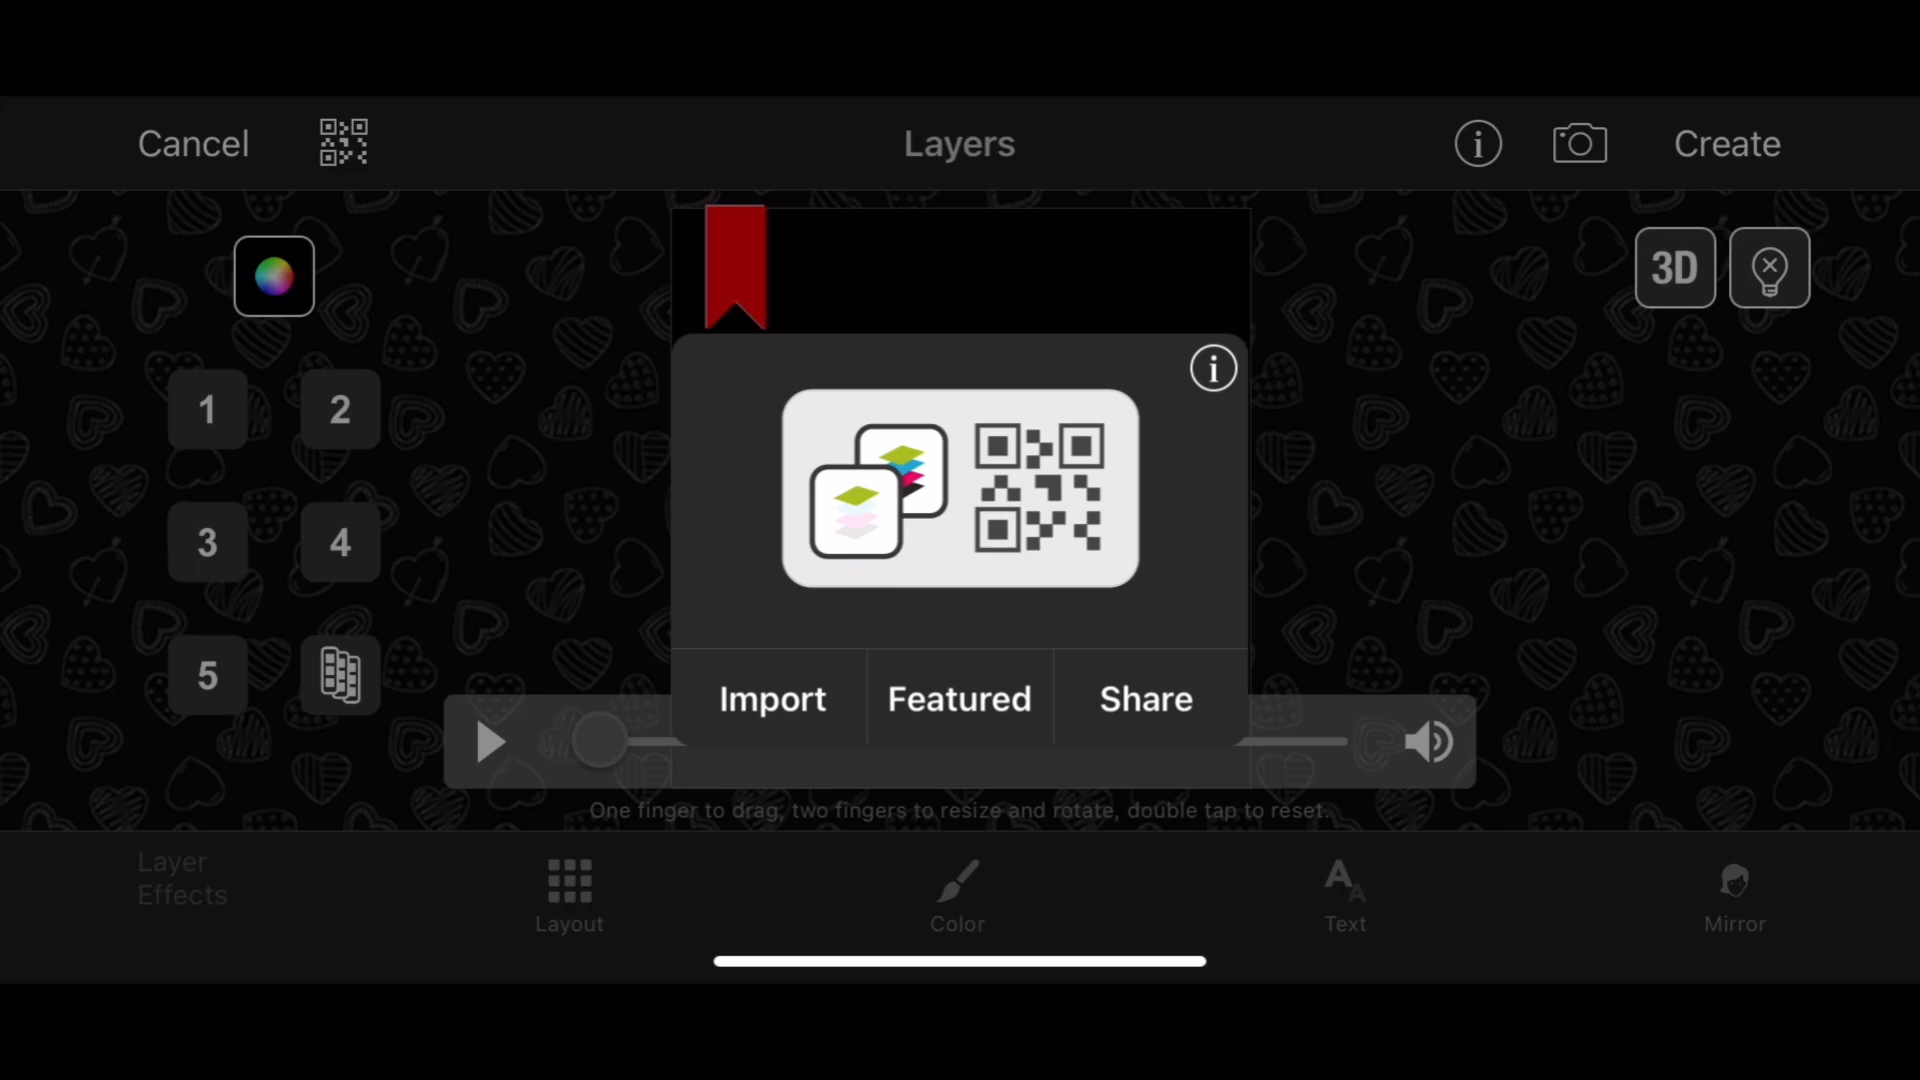 Cancel
Layers
Create
3D
1
2
3
4
5
Import
Featured
Share
One finger to drag, two fingers to resize and rotate, double tap to reset.
Layer
Effects
Layout
Color
Text
Mirror